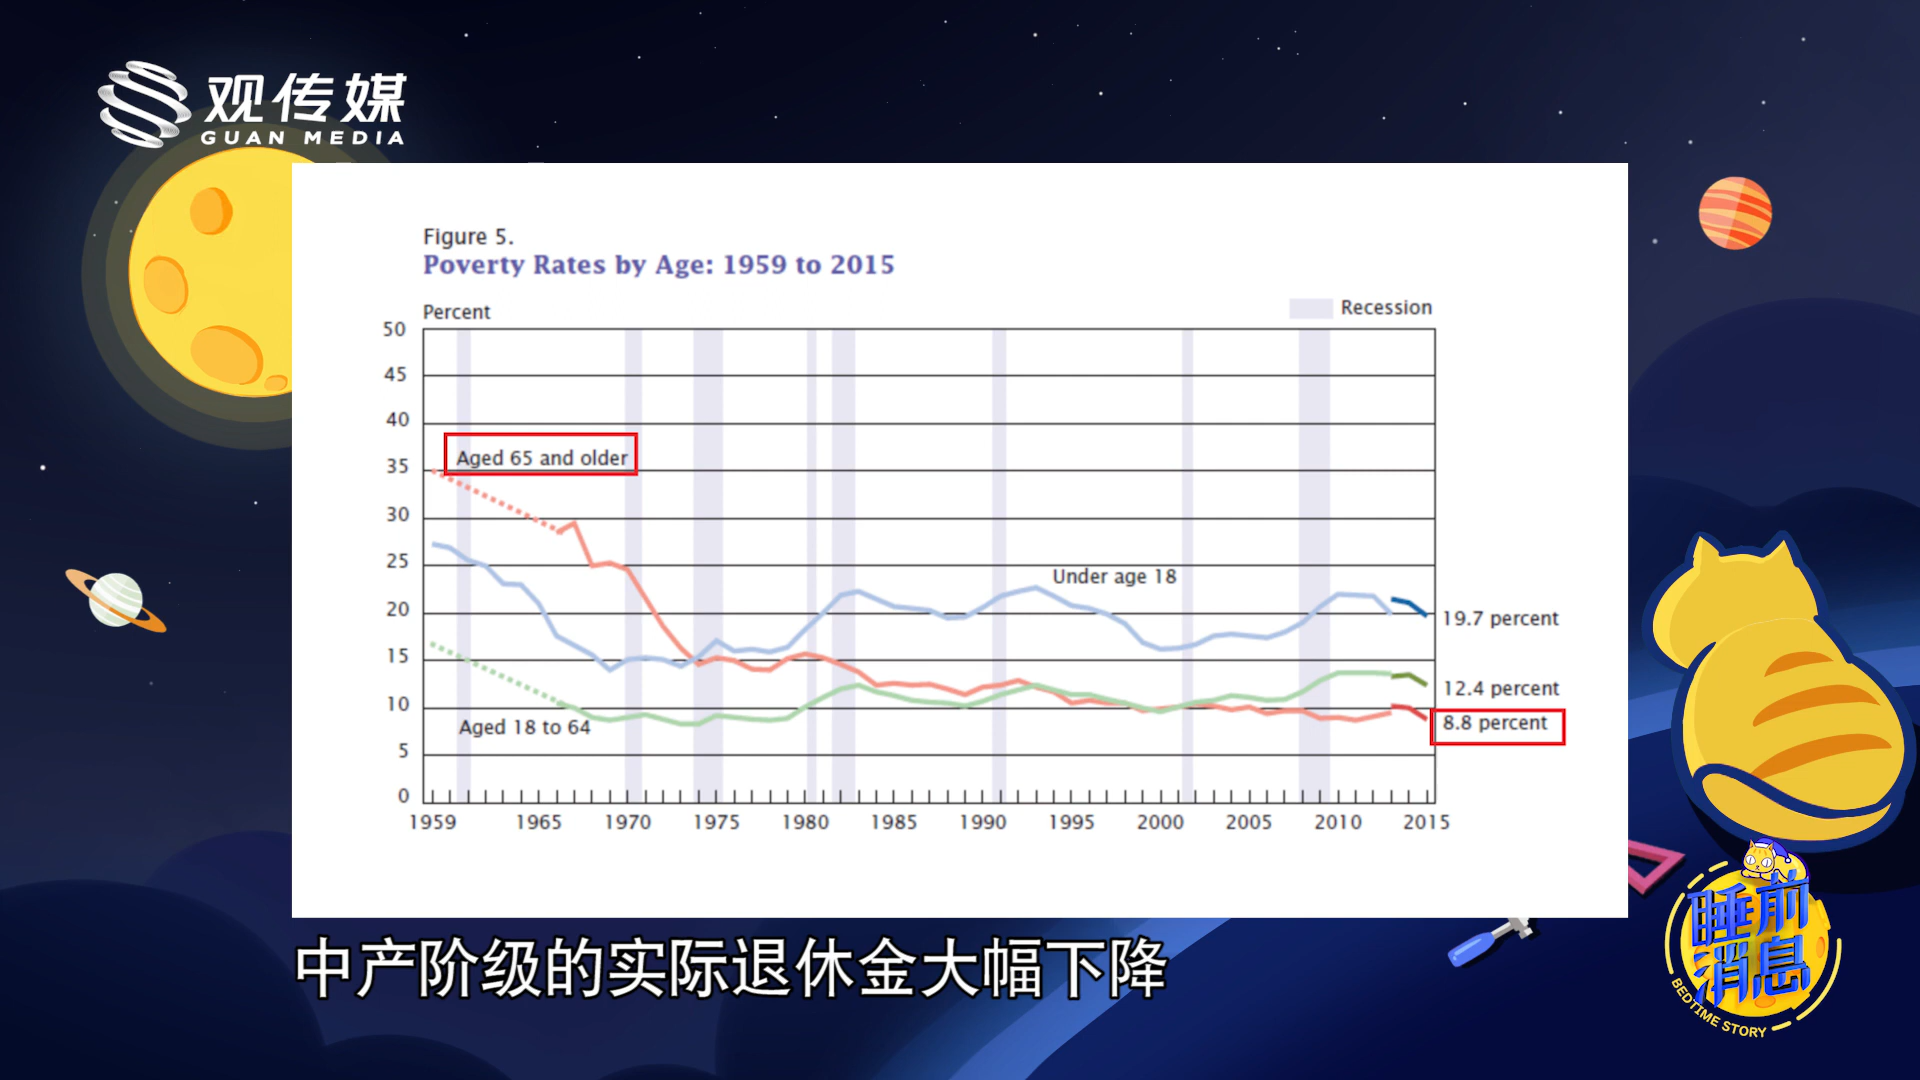 观传媒
GUAN MEDIA
Figure 5.
Poverty Rates by Age: 1959 to 2015
Percent
Recession
50
45
40
35
30
25
20
15
10
5
0
Aged 65 and older
Under age 18
Aged 18 to 64
19.7 percent
12.4 percent
8.8 percent
1959 1965 1970 1975 1980 1985 1990 1995 2000 2005 2010 2015
中产阶级的实际退休金大幅下降
睡前
消息
BEDTIME STORY